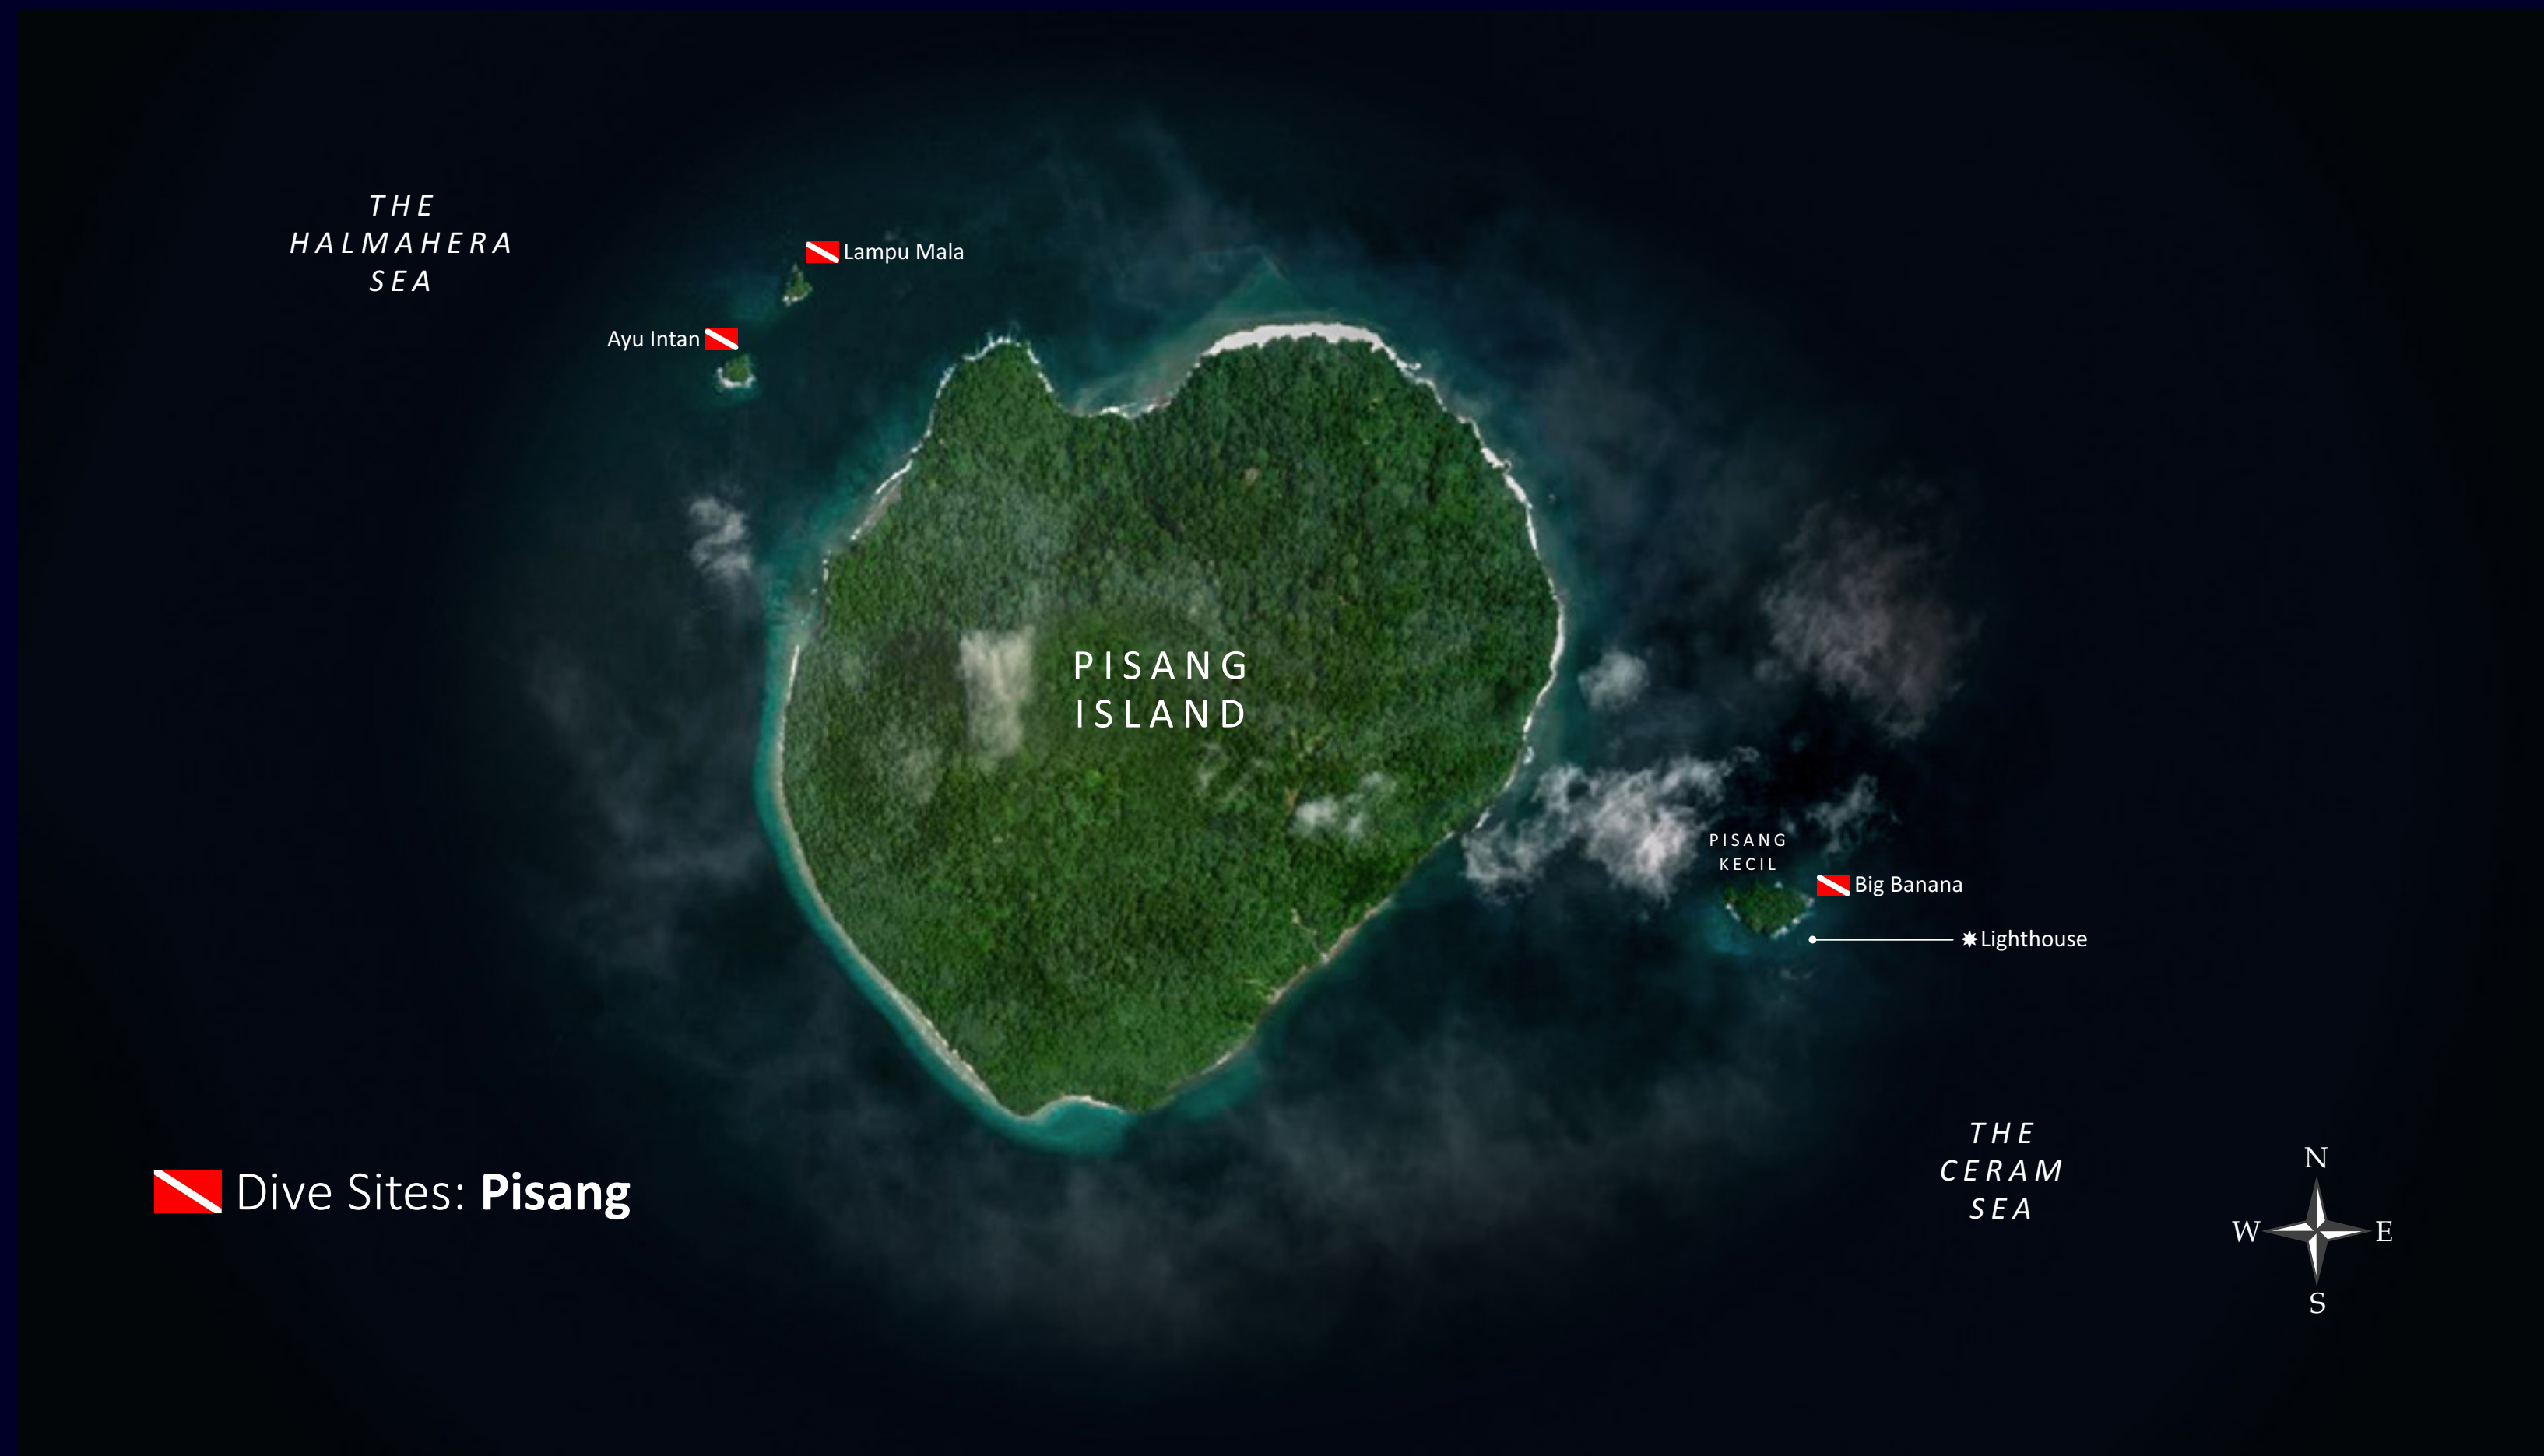 THE
HALMAHERA
SEA
Lampu Mala
Ayu Intan
PISANG
ISLAND
PISANG
KECIL
Big Banana
Lighthouse
THE
CERAM
SEA
Dive Sites: Pisang
N
W
E
S